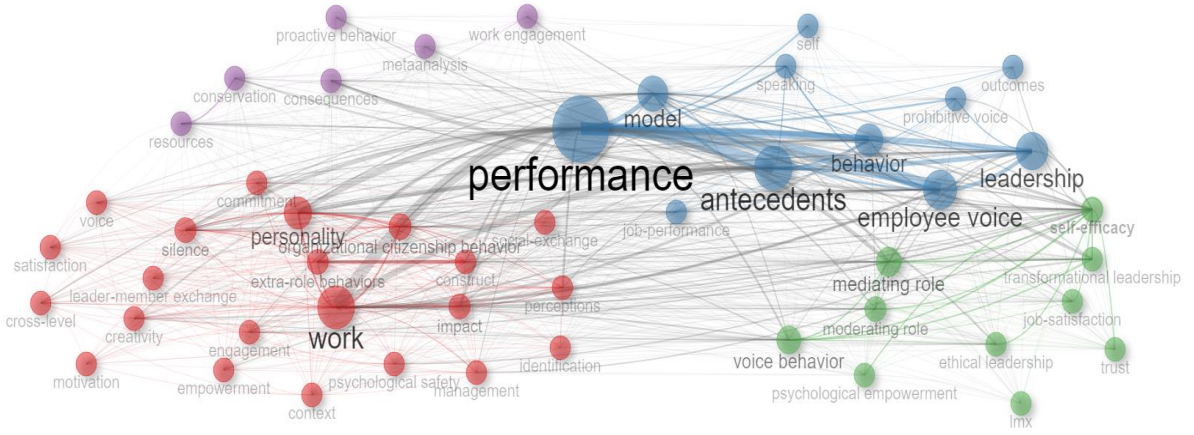 proactive behavior
work engagement
metaanalysis
self
speaking
outcomes
conservation
consequences
prohibitive voice
resources
model
performance
behavior
leadership
antecedents
employee voice
job-performance
self-efficacy
commitment
voice
silence
personality
organizational citizenship behavior
social-exchange
satisfaction
extra-role behaviors
construct
mediating role
transformational leadership
leader-member exchange
perceptions
cross-level
creativity
work
impact
moderating role
job-satisfaction
engagement
identification
voice behavior
ethical leadership
trust
motivation
empowerment
psychological safety
management
psychological empowerment
context
lmx